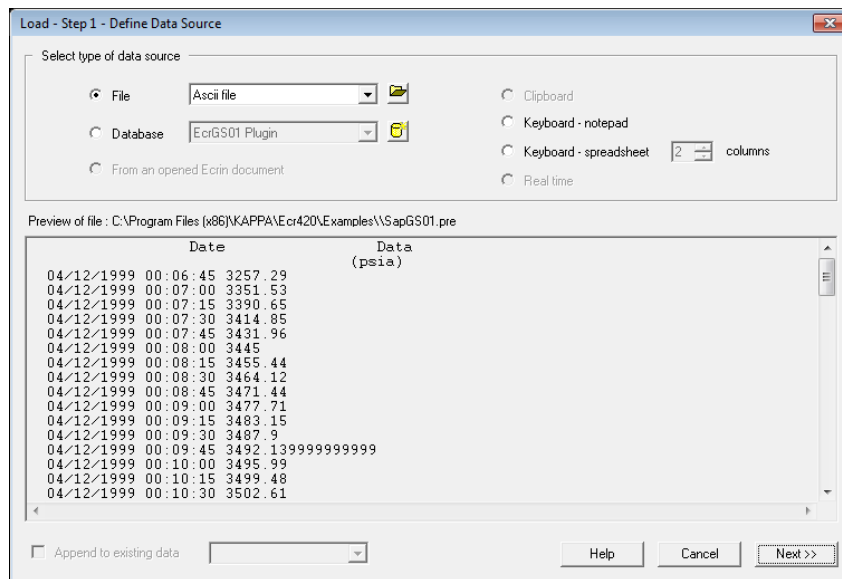 Load - Step 1 - Define Data Source
Select type of data source
File
Ascii file
Clipboard
Database
EcrGS01 Plugin
Keyboard - notepad
Keyboard - spreadsheet 2 columns
From an opened Ecrin document
Real time
Preview of file : C:\Program Files (x86)\KAPPA\Ecr420\Examples\\SapGS01.pre
Date Data
(psia)
04/12/1999 00:06:45 3257.29
04/12/1999 00:07:00 3351.53
04/12/1999 00:07:15 3390.65
04/12/1999 00:07:30 3414.85
04/12/1999 00:07:45 3431.96
04/12/1999 00:08:00 3445
04/12/1999 00:08:15 3455.44
04/12/1999 00:08:30 3464.12
04/12/1999 00:08:45 3471.44
04/12/1999 00:09:00 3477.71
04/12/1999 00:09:15 3483.15
04/12/1999 00:09:30 3487.9
04/12/1999 00:09:45 3492.139999999999
04/12/1999 00:10:00 3495.99
04/12/1999 00:10:15 3499.48
04/12/1999 00:10:30 3502.61
Append to existing data
Help Cancel Next >>